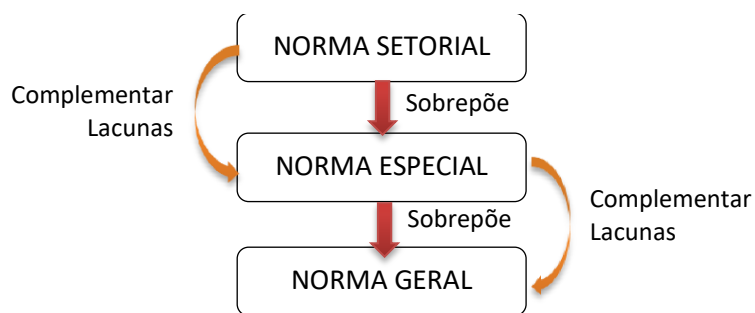 NORMA SETORIAL
Complementar
Lacunas
Sobrepõe
NORMA ESPECIAL
Complementar
Lacunas
Sobrepõe
NORMA GERAL